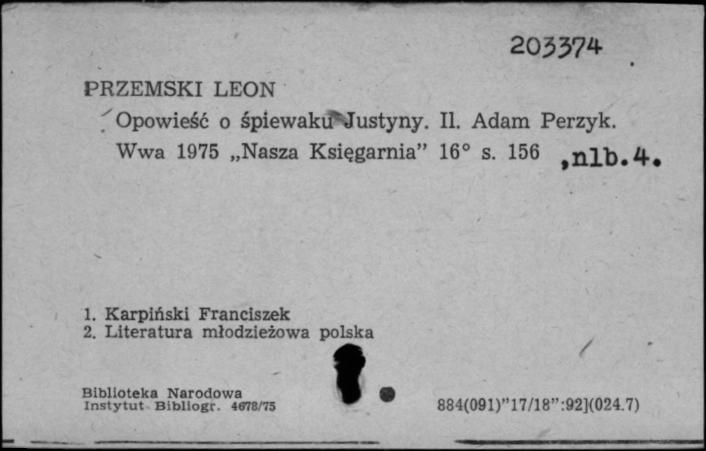 203374
PRZEMSKI LEON
Opowieść o śpiewaku Justyny. Il. Adam Perzyk.
Wwa 1975 „Nasza Księgarnia” 16° s. 156 ,nlb.4.
1. Karpiński Franciszek
2. Literatura młodzieżowa polska
Biblioteka Narodowa
Instytut Bibliogr. 4678/75
884(091)”17/18”:92](024.7)